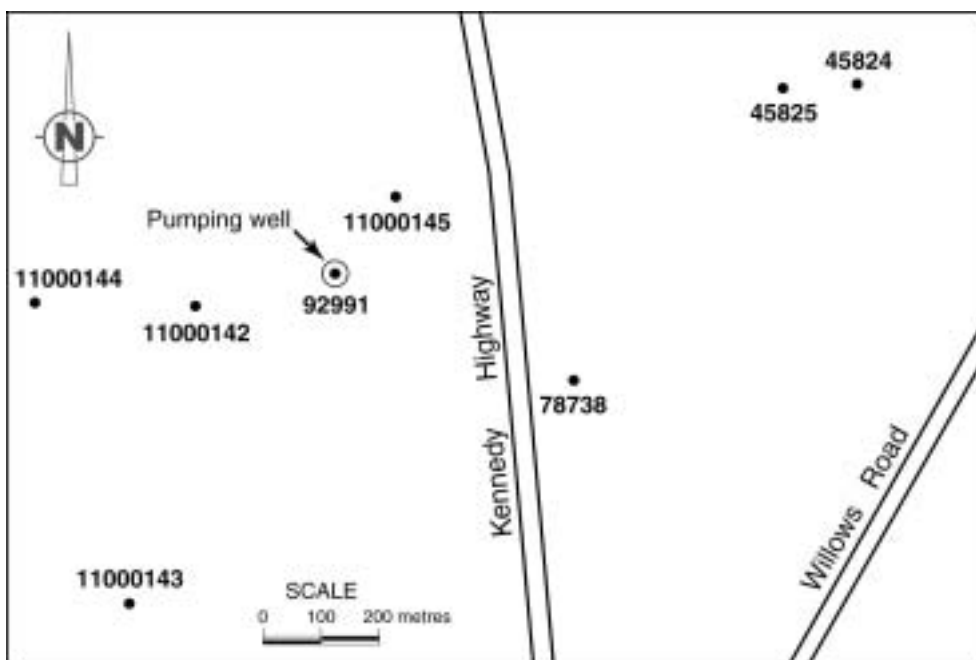 45824
45825
N
11000145
Pumping well
11000144
92991
11000142
Kennedy Highway
78738
Willows Road
11000143
SCALE
0 100 200 metres